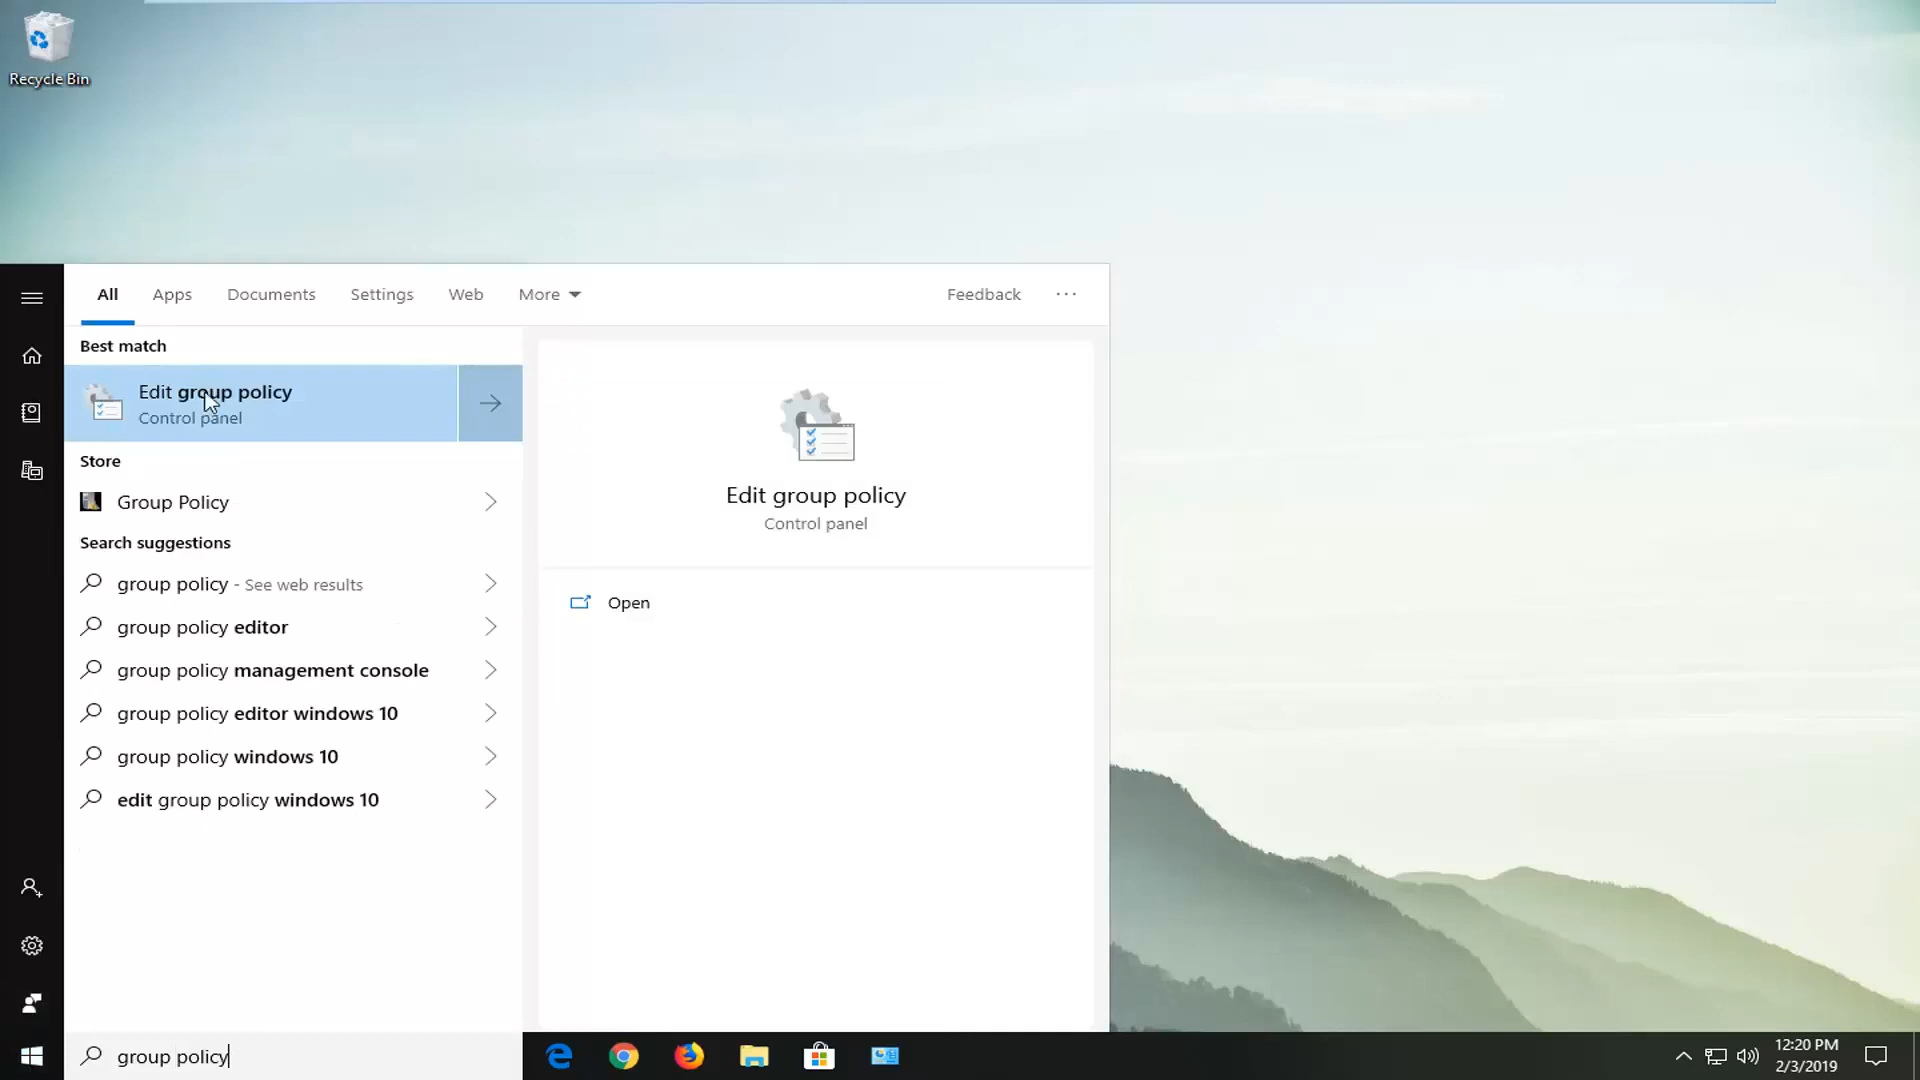 Recycle Bin
All Apps Documents Settings Web More Feedback ...
Best match
Edit group policy
Control panel
Store
Group Policy
Search suggestions
group policy - See web results
group policy editor
group policy management console
group policy editor windows 10
group policy windows 10
edit group policy windows 10
Edit group policy
Control panel
Open
group policy
12:20 PM
2/3/2019